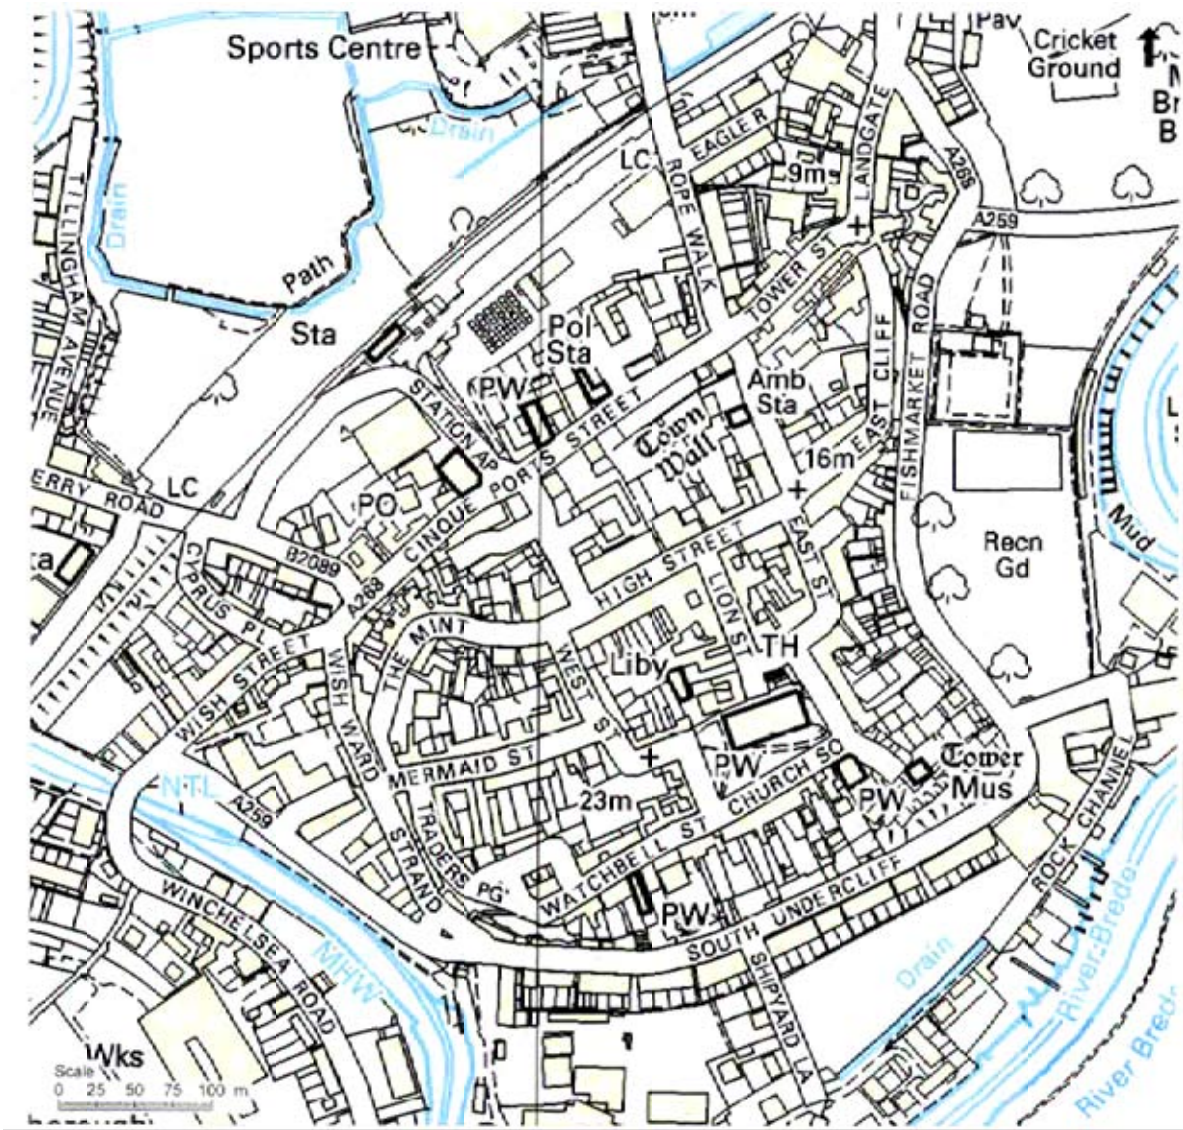 Sports Centre
Pav
Cricket
Ground
Drain
EAGLE R
LANDGATE
LC
9m
A268
TILLINGHAM AVENUE
Drain
ROPE WALK
A259
Path
TOWER ST
Sta
Pol
Sta
FISHMARKET ROAD
EAST CLIFF
STATION AP
PW
Amb
Sta
CINQUE PORTS STREET
Town
Wall
16m
ERRY ROAD
LC
PO
Mud
Recn
Gd
B2089
HIGH STREET
EAST ST
CYPRUS PL
A268
LION ST
THE MINT
TH
WISH STREET
WISH WARD
WEST ST
Liby
MERMAID ST
PW
CHURCH SQ
Tower
Mus
PW
NTL
A259
23m
ROCK CHANNEL
STRAND
TRADERS PG
WATCHBELL ST
WINCHELSEA ROAD
PW
SOUTH UNDERCLIFF
MHW
SHIPYARD LA
Drain
River Brede
River Brede
Wks
Scale
0 25 50 75 100 m